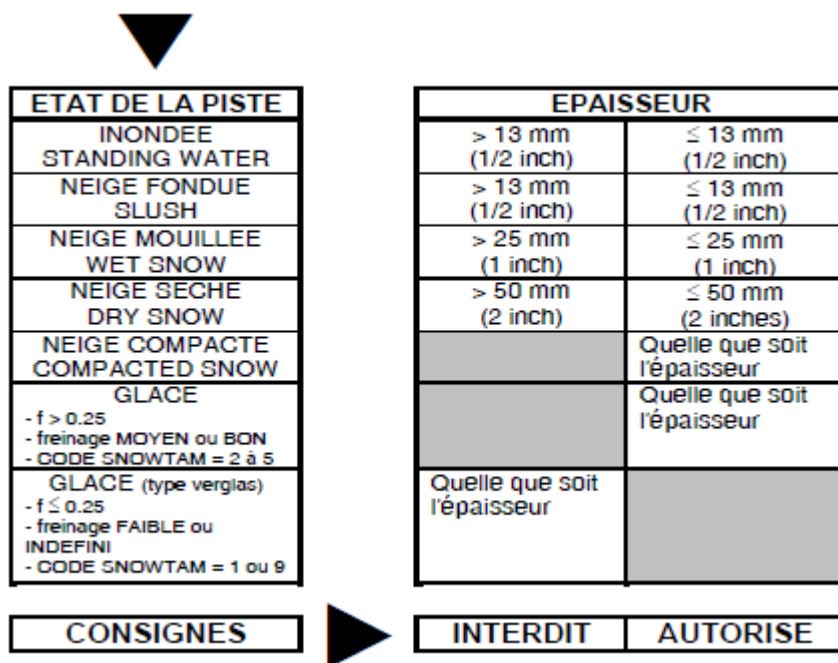 ETAT DE LA PISTE
EPAISSEUR
INONDEE
STANDING WATER
> 13 mm
(1/2 inch)
≤ 13 mm
(1/2 inch)
NEIGE FONDUE
SLUSH
> 13 mm
(1/2 inch)
≤ 13 mm
(1/2 inch)
NEIGE MOUILLEE
WET SNOW
> 25 mm
(1 inch)
≤ 25 mm
(1 inch)
NEIGE SECHE
DRY SNOW
> 50 mm
(2 inch)
≤ 50 mm
(2 inches)
NEIGE COMPACTE
COMPACTED SNOW
Quelle que soit
l'épaisseur
GLACE
- f > 0.25
- freinage MOYEN ou BON
- CODE SNOWTAM = 2 à 5
Quelle que soit
l'épaisseur
GLACE (type verglas)
- f ≤ 0.25
- freinage FAIBLE ou
INDEFINI
- CODE SNOWTAM = 1 ou 9
Quelle que soit
l'épaisseur
CONSIGNES
INTERDIT
AUTORISE